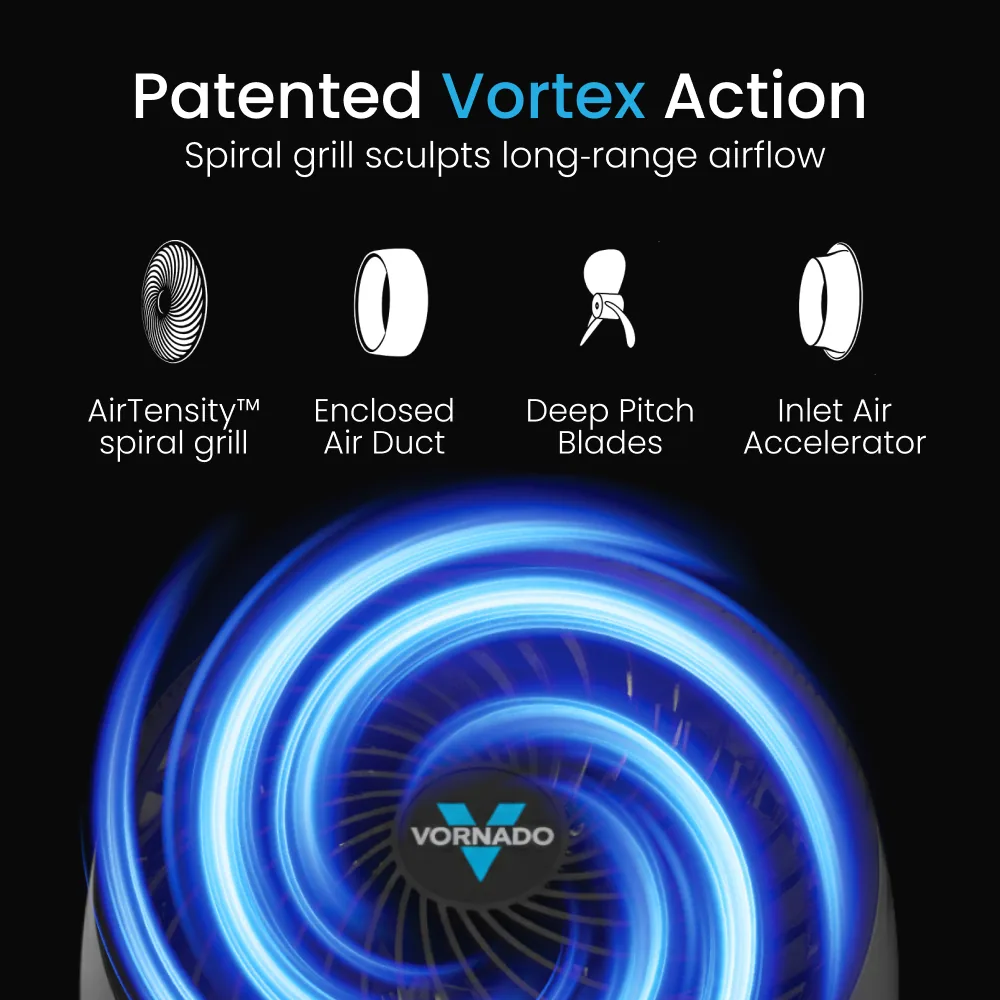 Patented Vortex Action
Spiral grill sculpts long-range airflow
AirTensity™
spiral grill
Enclosed
Air Duct
Deep Pitch
Blades
Inlet Air
Accelerator
VORNADO